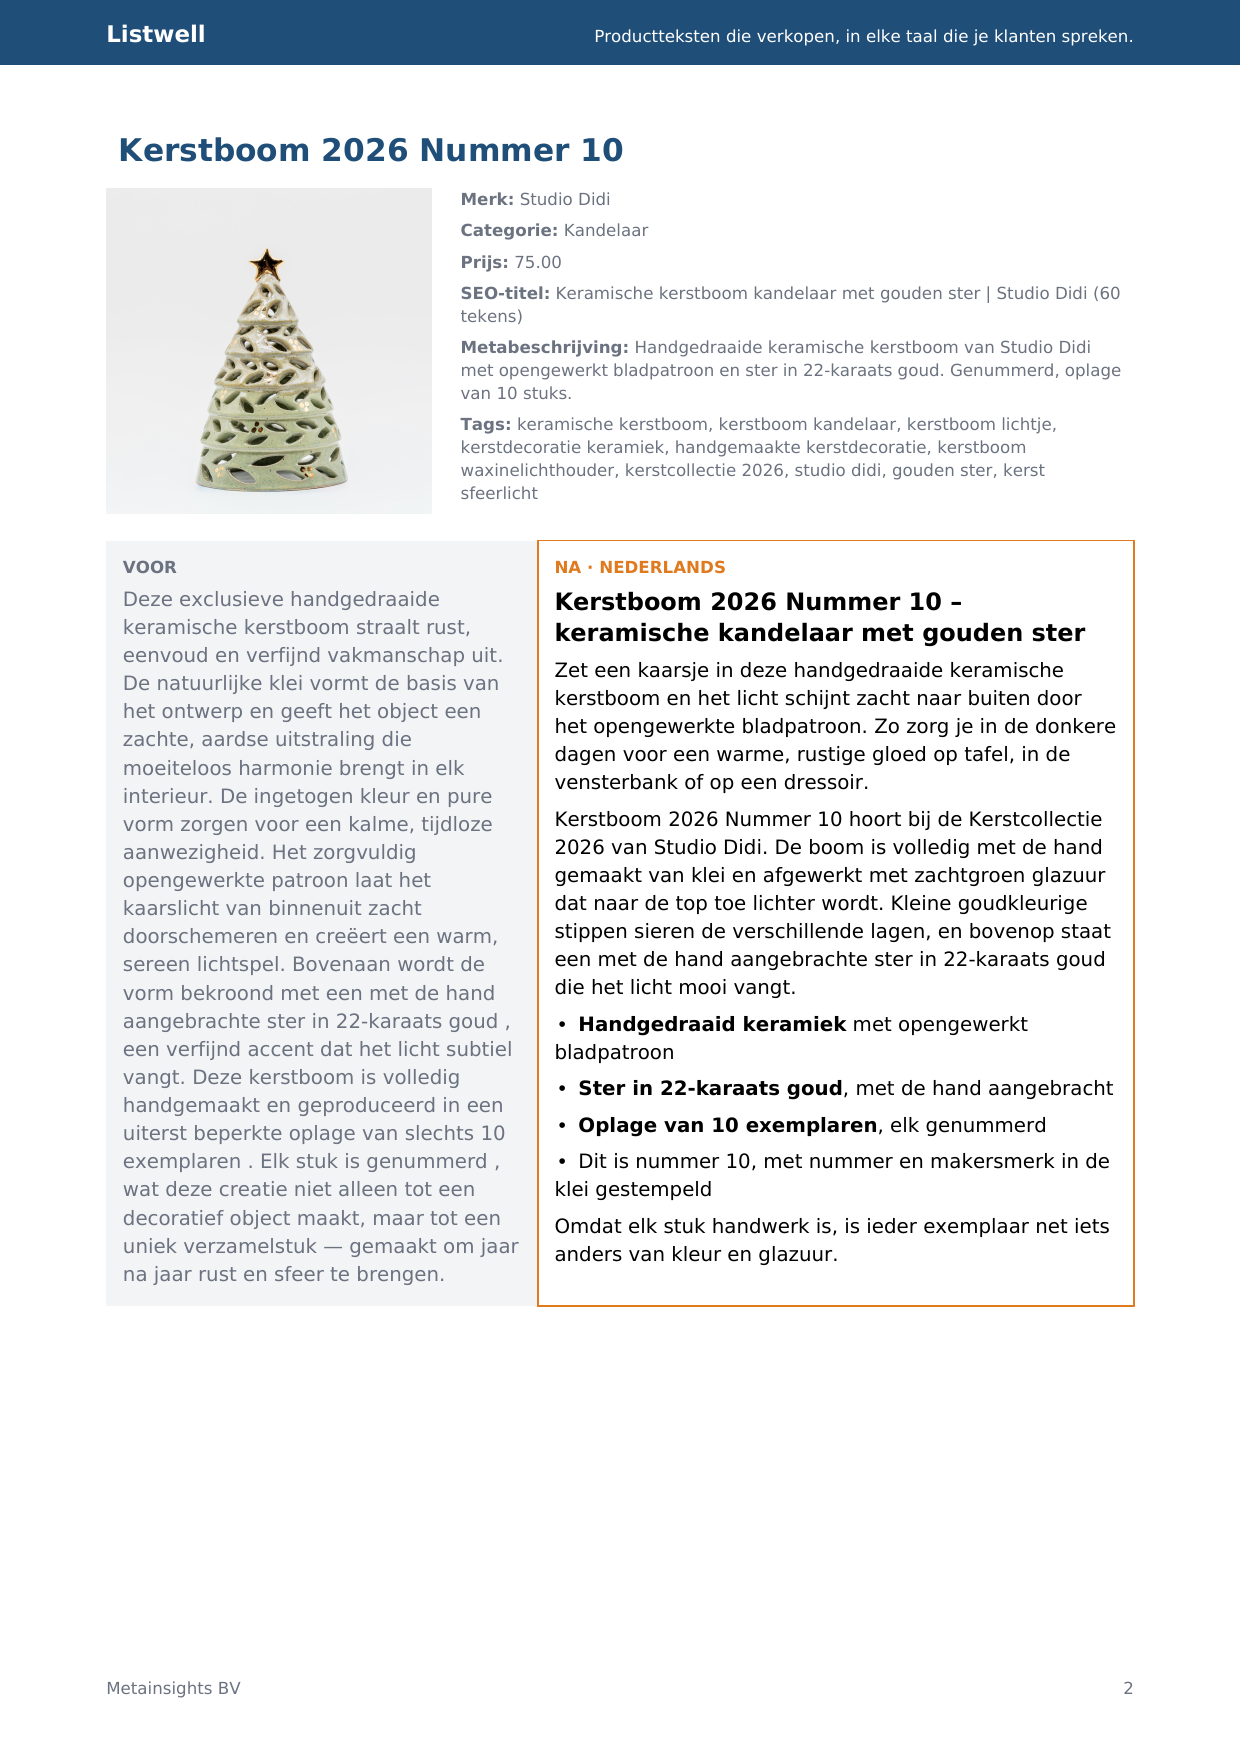 Listwell
Productteksten die verkopen, in elke taal die je klanten spreken.
Kerstboom 2026 Nummer 10
Merk: Studio Didi
Categorie: Kandelaar
Prijs: 75.00
SEO-titel: Keramische kerstboom kandelaar met gouden ster | Studio Didi (60
tekens)
Metabeschrijving: Handgedraaide keramische kerstboom van Studio Didi
met opengewerkt bladpatroon en ster in 22-karaats goud. Genummerd, oplage
van 10 stuks.
Tags: keramische kerstboom, kerstboom kandelaar, kerstboom lichtje,
kerstdecoratie keramiek, handgemaakte kerstdecoratie, kerstboom
waxinelichthouder, kerstcollectie 2026, studio didi, gouden ster, kerst
sfeerlicht
VOOR
Deze exclusieve handgedraaide
keramische kerstboom straalt rust,
eenvoud en verfijnd vakmanschap uit.
De natuurlijke klei vormt de basis van
het ontwerp en geeft het object een
zachte, aardse uitstraling die
moeiteloos harmonie brengt in elk
interieur. De ingetogen kleur en pure
vorm zorgen voor een kalme, tijdloze
aanwezigheid. Het zorgvuldig
opengewerkte patroon laat het
kaarslicht van binnenuit zacht
doorschemeren en creëert een warm,
sereen lichtspel. Bovenaan wordt de
vorm bekroond met een met de hand
aangebrachte ster in 22-karaats goud ,
een verfijnd accent dat het licht subtiel
vangt. Deze kerstboom is volledig
handgemaakt en geproduceerd in een
uiterst beperkte oplage van slechts 10
exemplaren . Elk stuk is genummerd ,
wat deze creatie niet alleen tot een
decoratief object maakt, maar tot een
uniek verzamelstuk — gemaakt om jaar
na jaar rust en sfeer te brengen.
NA · NEDERLANDS
Kerstboom 2026 Nummer 10 –
keramische kandelaar met gouden ster
Zet een kaarsje in deze handgedraaide keramische
kerstboom en het licht schijnt zacht naar buiten door
het opengewerkte bladpatroon. Zo zorg je in de donkere
dagen voor een warme, rustige gloed op tafel, in de
vensterbank of op een dressoir.
Kerstboom 2026 Nummer 10 hoort bij de Kerstcollectie
2026 van Studio Didi. De boom is volledig met de hand
gemaakt van klei en afgewerkt met zachtgroen glazuur
dat naar de top toe lichter wordt. Kleine goudkleurige
stippen sieren de verschillende lagen, en bovenop staat
een met de hand aangebrachte ster in 22-karaats goud
die het licht mooi vangt.
• Handgedraaid keramiek met opengewerkt
bladpatroon
• Ster in 22-karaats goud, met de hand aangebracht
• Oplage van 10 exemplaren, elk genummerd
• Dit is nummer 10, met nummer en makersmerk in de
klei gestempeld
Omdat elk stuk handwerk is, is ieder exemplaar net iets
anders van kleur en glazuur.
Metainsights BV
2